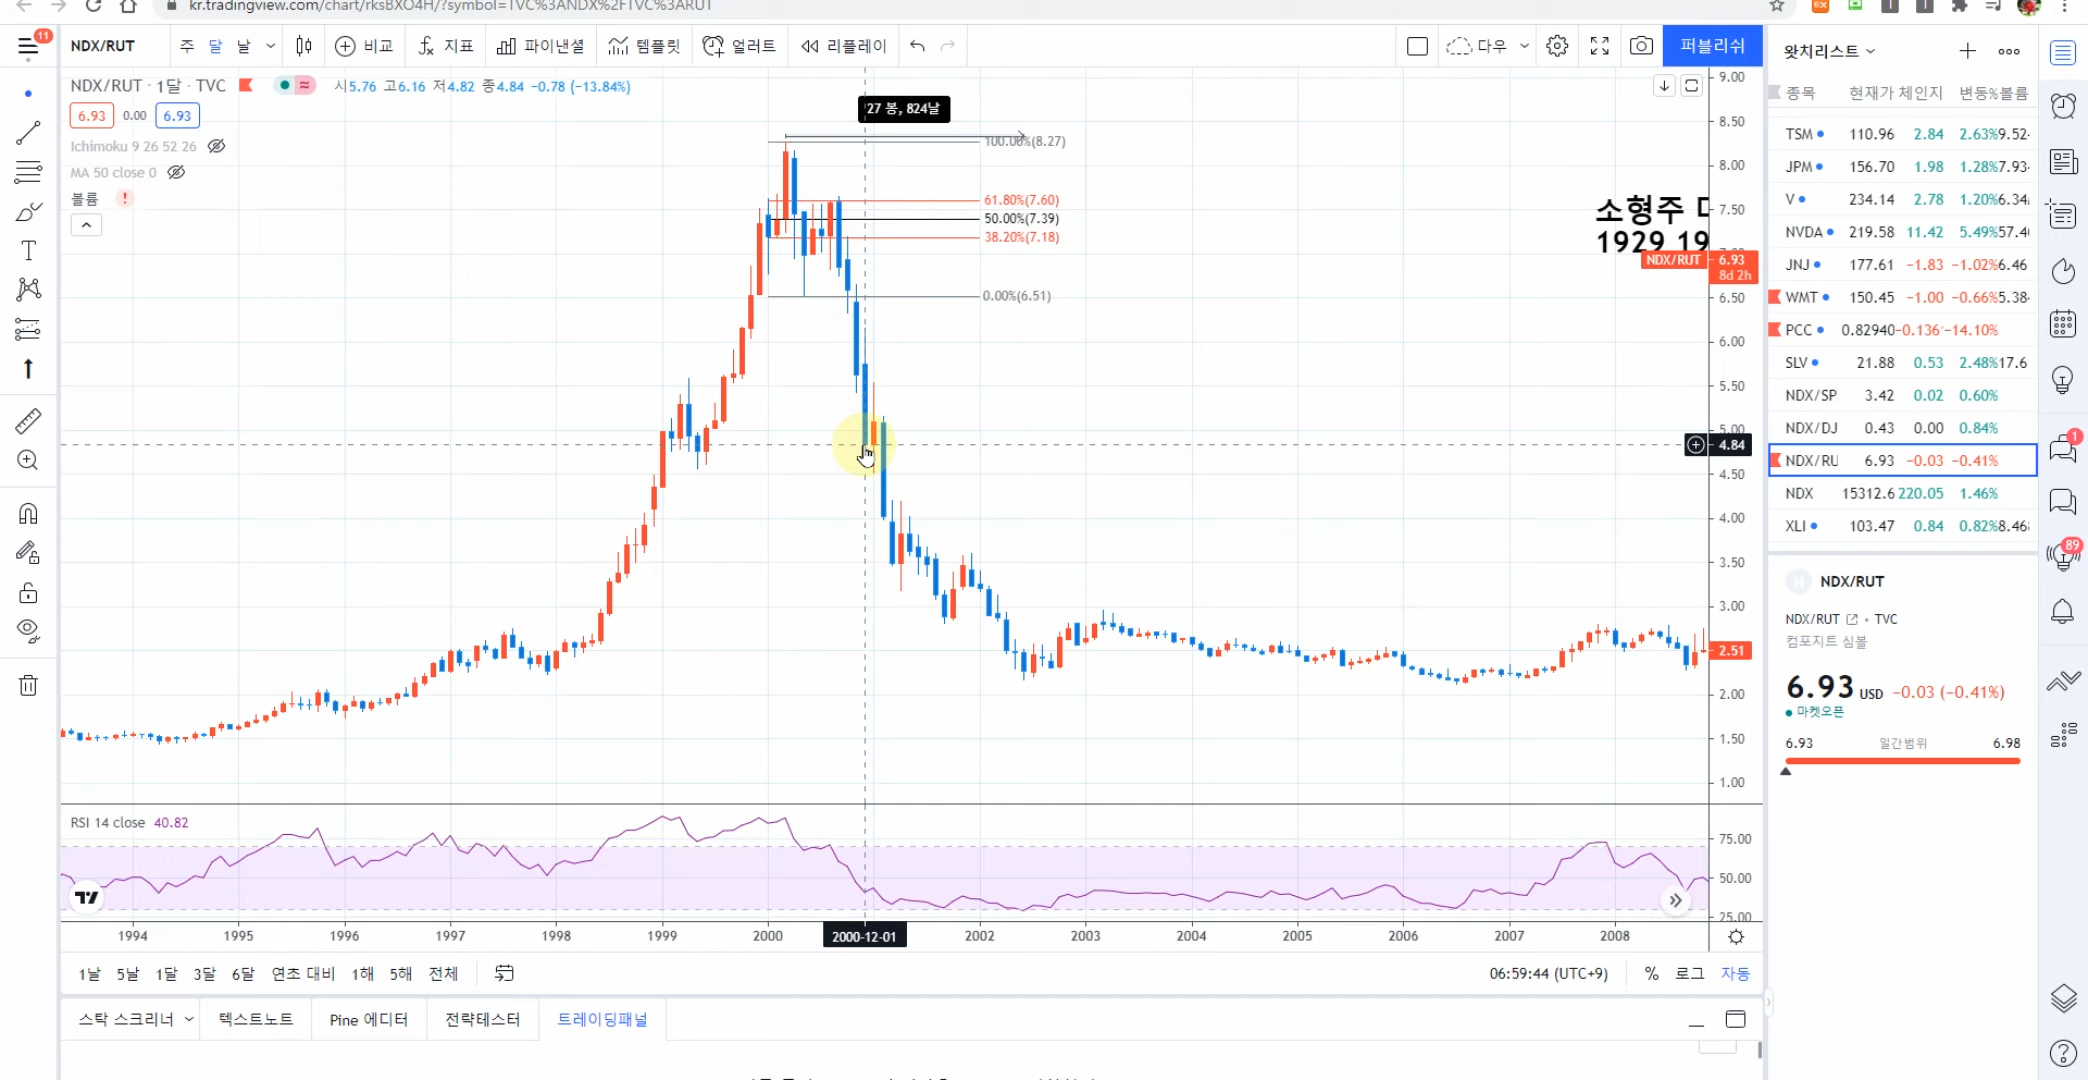 kr.tradingview.com/chart/rksBXO4H/?symbol=TVC%3ANDX%2FTVC%3ARUT
11
NDX/RUT
주 달 날
비교
지표
파이낸셜
템플릿
얼러트
리플레이
다우
퍼블리쉬
NDX/RUT · 1달 · TVC
시5.76 고6.16 저4.82 종4.84 -0.78 (-13.84%)
6.93 0.00 6.93
Ichimoku 9 26 52 26
MA 50 close 0
볼륨 !
27 봉, 824날
100.00%(8.27)
61.80%(7.60)
50.00%(7.39)
38.20%(7.18)
0.00%(6.51)
소형주
1929
NDX/RUT 6.93
8d 2h
9.00
8.50
8.00
7.50
6.50
6.00
5.50
5.00
4.84
4.50
4.00
3.50
3.00
2.51
2.00
1.50
1.00
RSI 14 close 40.82
75.00
50.00
25.00
1994 1995 1996 1997 1998 1999 2000 2000-12-01 2002 2003 2004 2005 2006 2007 2008
1날 5날 1달 3달 6달 연초 대비 1해 5해 전체
06:59:44 (UTC+9) % 로그 자동
스탁 스크리너 텍스트노트 Pine 에디터 전략테스터 트레이딩패널
왓치리스트
종목 현재가 체인지 변동% 볼륨
TSM 110.96 2.84 2.63% 9.52
JPM 156.70 1.98 1.28% 7.93
V 234.14 2.78 1.20% 6.34
NVDA 219.58 11.42 5.49% 57.4
JNJ 177.61 -1.83 -1.02% 6.46
WMT 150.45 -1.00 -0.66% 5.38
PCC 0.82940 -0.136 -14.10%
SLV 21.88 0.53 2.48% 17.6
NDX/SP 3.42 0.02 0.60%
NDX/DJ 0.43 0.00 0.84%
NDX/RU 6.93 -0.03 -0.41%
NDX 15312.6 220.05 1.46%
XLI 103.47 0.84 0.82% 8.46
N NDX/RUT
NDX/RUT • TVC
컴포지트 심볼
6.93 USD -0.03 (-0.41%)
마켓오픈
6.93 일간범위 6.98
1
89